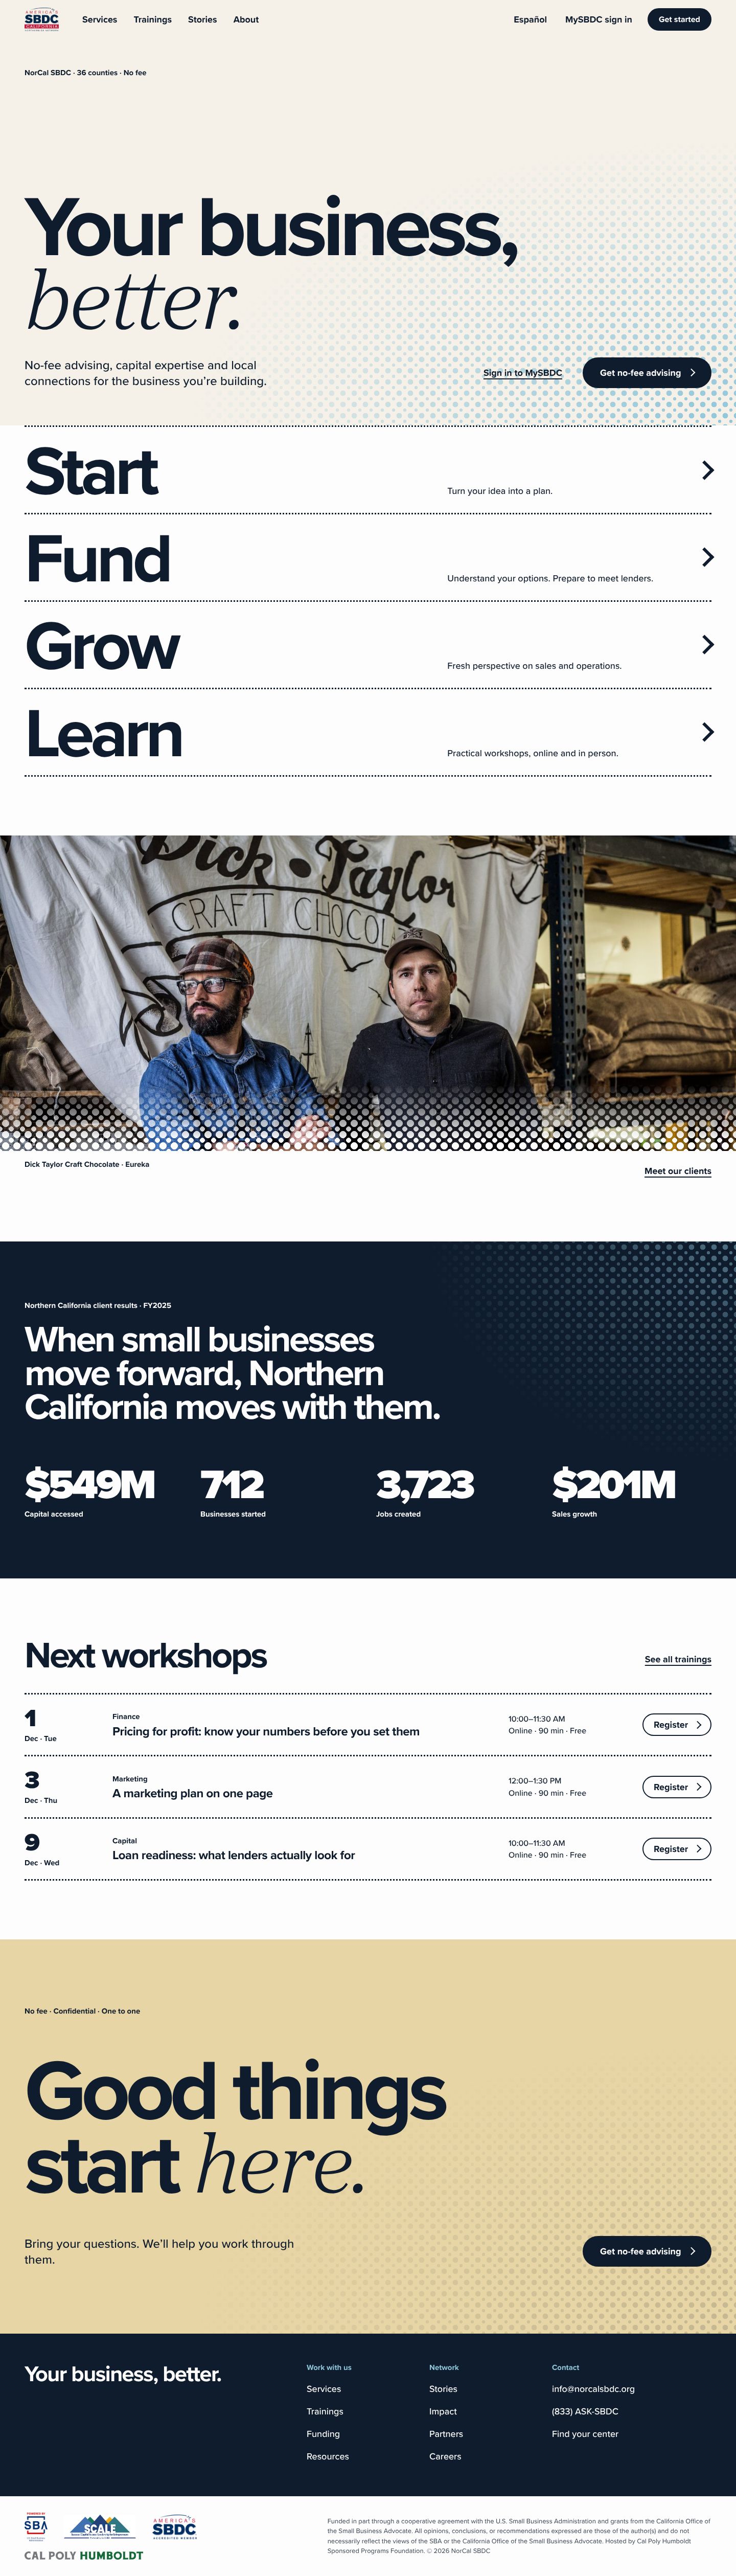 AMERICA'S
SBDC
CALIFORNIA
Services
Trainings
Stories
About
Español
MySBDC sign in
Get started
NorCal SBDC · 36 counties · No fee
Your business,
better.
No-fee advising, capital expertise and local
connections for the business you're building.
Sign in to MySBDC
Get no-fee advising
Start
Turn your idea into a plan.
Fund
Understand your options. Prepare to meet lenders.
Grow
Fresh perspective on sales and operations.
Learn
Practical workshops, online and in person.
Dick · Taylor
CRAFT CHOCOL
Dick Taylor Craft Chocolate · Eureka
Meet our clients
Northern California client results · FY2025
When small businesses
move forward, Northern
California moves with them.
$549M
Capital accessed
712
Businesses started
3,723
Jobs created
$201M
Sales growth
Next workshops
See all trainings
1
Dec · Tue
Finance
Pricing for profit: know your numbers before you set them
10:00–11:30 AM
Online · 90 min · Free
Register
3
Dec · Thu
Marketing
A marketing plan on one page
12:00–1:30 PM
Online · 90 min · Free
Register
9
Dec · Wed
Capital
Loan readiness: what lenders actually look for
10:00–11:30 AM
Online · 90 min · Free
Register
No fee · Confidential · One to one
Good things
start here.
Bring your questions. We'll help you work through
them.
Get no-fee advising
Your business, better.
Work with us
Services
Trainings
Funding
Resources
Network
Stories
Impact
Partners
Careers
Contact
info@norcalsbdc.org
(833) ASK-SBDC
Find your center
POWERED BY
SBA
SCALE
AMERICA'S
SBDC
ACCREDITED MEMBER
CAL POLY HUMBOLDT
Funded in part through a cooperative agreement with the U.S. Small Business Administration and grants from the California Office of
the Small Business Advocate. All opinions, conclusions, or recommendations expressed are those of the author(s) and do not
necessarily reflect the views of the SBA or the California Office of the Small Business Advocate. Hosted by Cal Poly Humboldt
Sponsored Programs Foundation. © 2026 NorCal SBDC